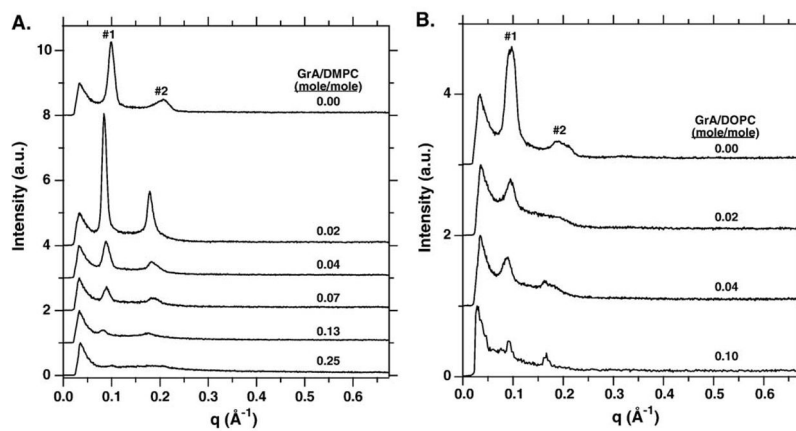 A.
#1
#2
GrA/DMPC
(mole/mole)
0.00
0.02
0.04
0.07
0.13
0.25
10
8
6
4
2
0
Intensity (a.u.)
0.0 0.1 0.2 0.3 0.4 0.5 0.6
q (Å-1)
B.
#1
#2
GrA/DOPC
(mole/mole)
0.00
0.02
0.04
0.10
4
2
0
Intensity (a.u.)
0.0 0.1 0.2 0.3 0.4 0.5 0.6
q (Å-1)